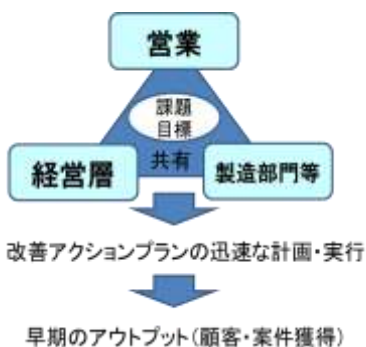 営業
課題
目標
共有
経営層
製造部門等
改善アクションプランの迅速な計画・実行
早期のアウトプット(顧客・案件獲得)